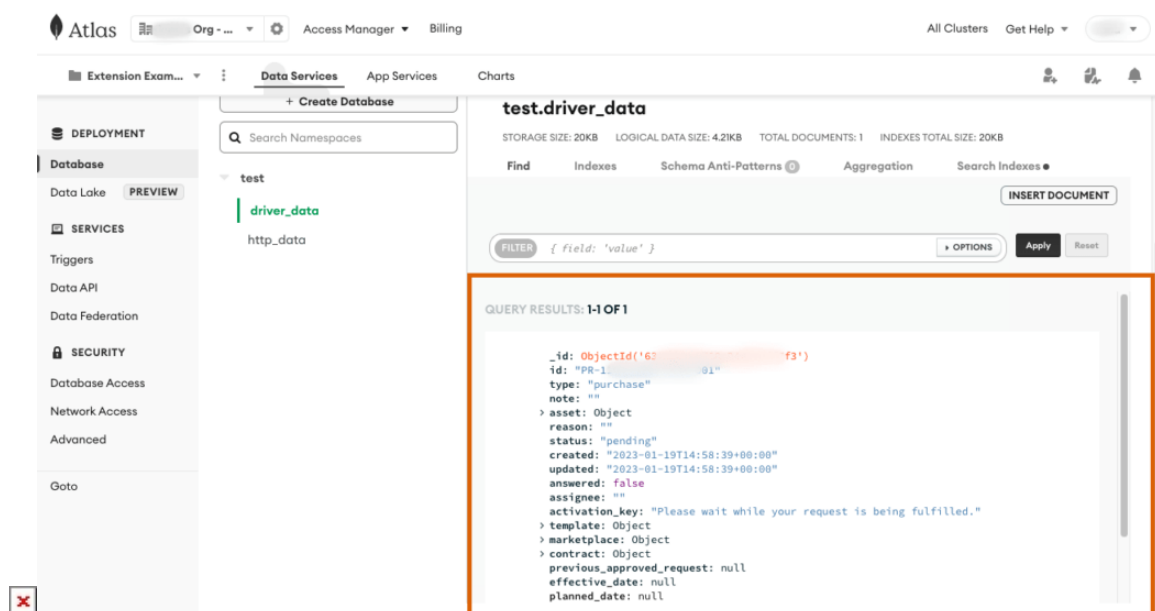 Atlas
Org - ...
Access Manager
Billing
All Clusters
Get Help
Extension Exam...
Data Services
App Services
Charts
DEPLOYMENT
Database
Data Lake PREVIEW
SERVICES
Triggers
Data API
Data Federation
SECURITY
Database Access
Network Access
Advanced
Goto
+ Create Database
Search Namespaces
test
driver_data
http_data
test.driver_data
STORAGE SIZE: 20KB LOGICAL DATA SIZE: 4.21KB TOTAL DOCUMENTS: 1 INDEXES TOTAL SIZE: 20KB
Find Indexes Schema Anti-Patterns 0 Aggregation Search Indexes
INSERT DOCUMENT
FILTER { field: 'value' } OPTIONS Apply Reset
QUERY RESULTS: 1-1 OF 1
_id: ObjectId('6 f3')
id: "PR-1 01"
type: "purchase"
note: ""
> asset: Object
reason: ""
status: "pending"
created: "2023-01-19T14:58:39+00:00"
updated: "2023-01-19T14:58:39+00:00"
answered: false
assignee: ""
activation_key: "Please wait while your request is being fulfilled."
> template: Object
> marketplace: Object
> contract: Object
previous_approved_request: null
effective_date: null
planned_date: null